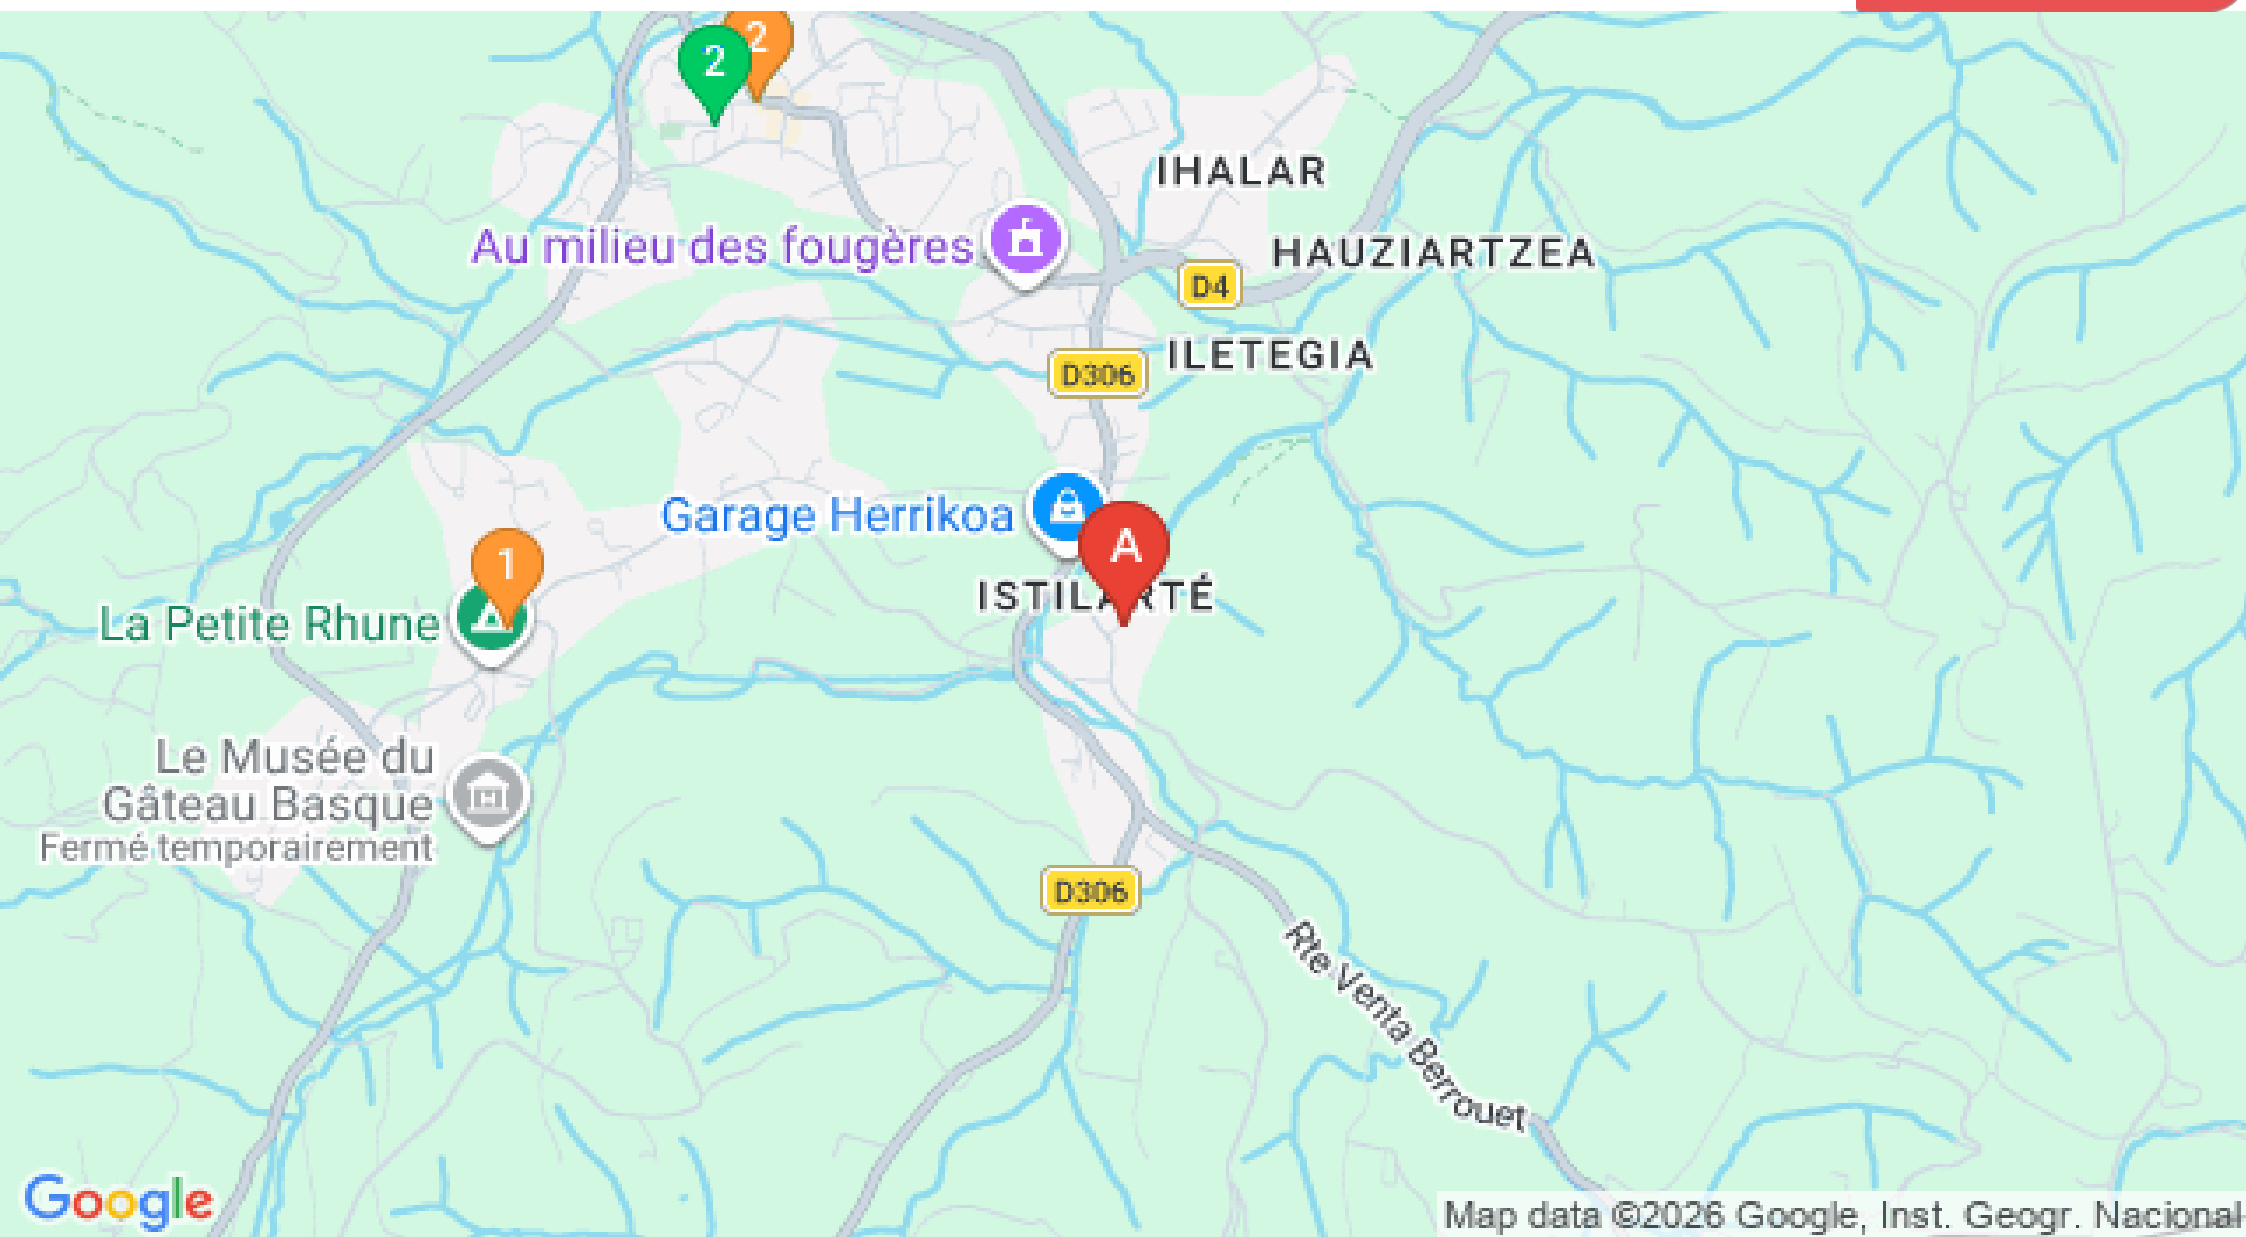 2
2
IHALAR
Au milieu des fougères
HAUZIARTZEA
D4
ILETEGIA
D306
Garage Herrikoa
A
1
ISTILARTÉ
La Petite Rhune
Le Musée du
Gâteau Basque
Fermé temporairement
D306
Rte Venta Berrouet
Google
Map data ©2026 Google, Inst. Geogr. Nacional